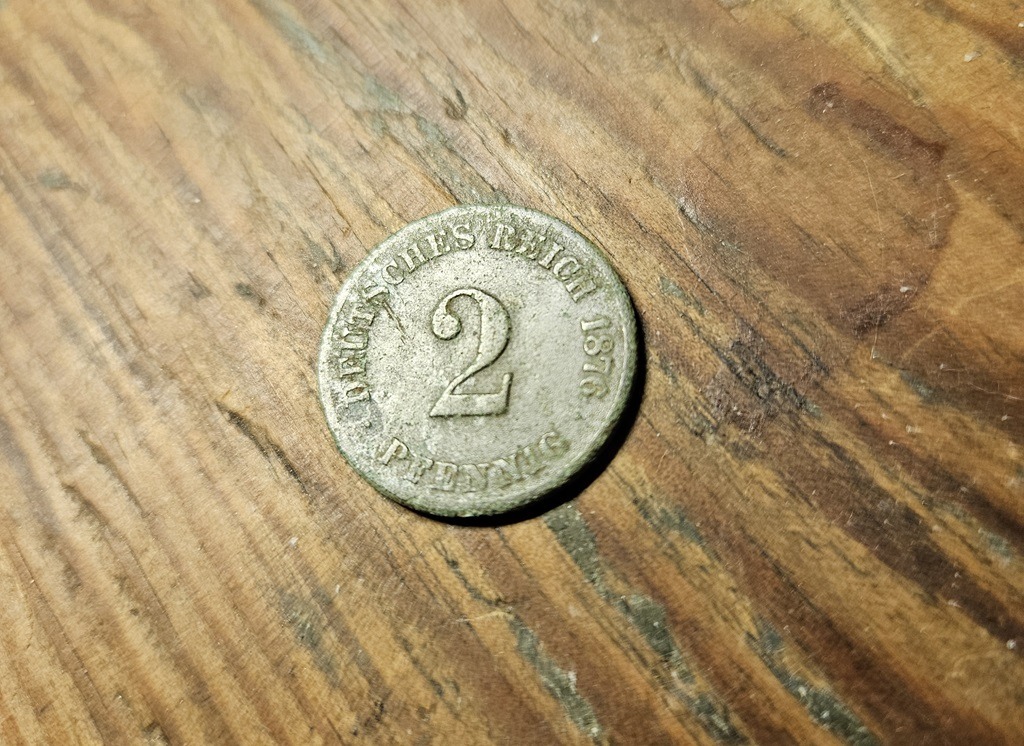 DEUTSCHES REICH 1876
2
PFENNIG